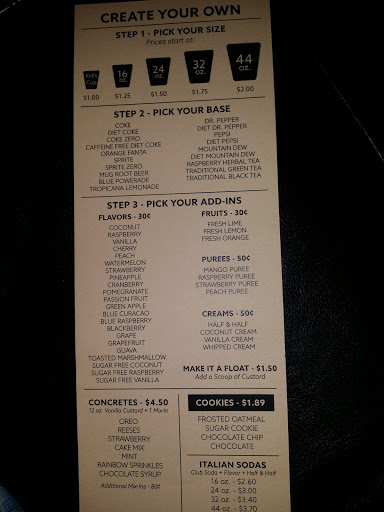 CREATE YOUR OWN
STEP 1 - PICK YOUR SIZE
Prices start at:
Kid's Cup
16 oz.
24 oz.
32 oz.
44 oz.
$1.00
$1.25
$1.50
$1.75
$2.00
STEP 2 - PICK YOUR BASE
COKE
DIET COKE
COKE ZERO
CAFFEINE FREE DIET COKE
ORANGE FANTA
SPRITE
SPRITE ZERO
MUG ROOT BEER
BLUE POWERADE
TROPICANA LEMONADE
DR. PEPPER
DIET DR. PEPPER
PEPSI
DIET PEPSI
MOUNTAIN DEW
DIET MOUNTAIN DEW
RASPBERRY HERBAL TEA
TRADITIONAL GREEN TEA
TRADITIONAL BLACK TEA
STEP 3 - PICK YOUR ADD-INS
FLAVORS - 30¢
COCONUT
RASPBERRY
VANILLA
CHERRY
PEACH
WATERMELON
STRAWBERRY
PINEAPPLE
CRANBERRY
POMEGRANATE
PASSION FRUIT
GREEN APPLE
BLUE CURACAO
BLUE RASPBERRY
BLACKBERRY
GRAPE
GRAPEFRUIT
GUAVA
TOASTED MARSHMALLOW
SUGAR FREE COCONUT
SUGAR FREE RASPBERRY
SUGAR FREE VANILLA
FRUITS - 30¢
FRESH LIME
FRESH LEMON
FRESH ORANGE
PUREES - 50¢
MANGO PUREE
RASPBERRY PUREE
STRAWBERRY PUREE
PEACH PUREE
CREAMS - 50¢
HALF & HALF
COCONUT CREAM
VANILLA CREAM
WHIPPED CREAM
MAKE IT A FLOAT - $1.50
Add a Scoop of Custard
CONCRETES - $4.50
12 oz. Vanilla Custard + 1 Mix-In
OREO
REESES
STRAWBERRY
CAKE MIX
MINT
RAINBOW SPRINKLES
CHOCOLATE SYRUP
Additional Mix-Ins - 80¢
COOKIES - $1.89
FROSTED OATMEAL
SUGAR COOKIE
CHOCOLATE CHIP
CHOCOLATE
ITALIAN SODAS
Club Soda + Flavor + Half & Half
16 oz. - $2.60
24 oz. - $3.00
32 oz. - $3.40
44 oz. - $3.70